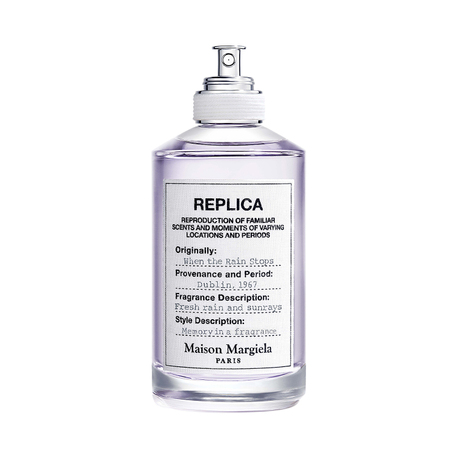 REPLICA
REPRODUCTION OF FAMILIAR
SCENTS AND MOMENTS OF VARYING
LOCATIONS AND PERIODS
Originally:
When the Rain Stops
Provenance and Period:
Dublin, 1967
Fragrance Description:
Fresh rain and sunrays
Style Description:
Memory in a fragrance
Maison Margiela
PARIS